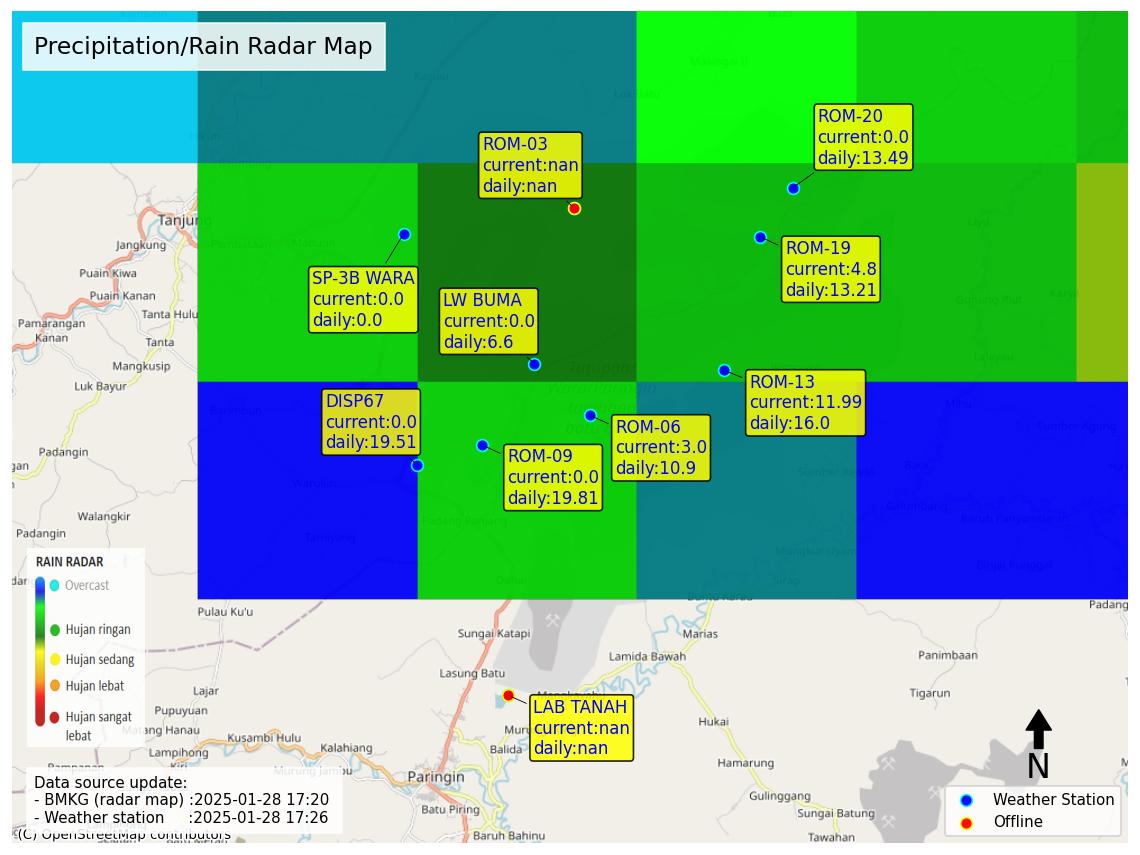 Precipitation/Rain Radar Map
ROM-20
current:0.0
daily:13.49
ROM-03
current:nan
daily:nan
Tanjung
Jangkung
ROM-19
current:4.8
daily:13.21
SP-3B WARA
current:0.0
daily:0.0
Puain Kiwa
Puain Kanan
LW BUMA
current:0.0
daily:6.6
Tanta Hulu
Pamarangan
Kanan
Tanta
Mangkusip
Luk Bayur
ROM-13
current:11.99
daily:16.0
DISP67
current:0.0
daily:19.51
ROM-06
current:3.0
daily:10.9
ROM-09
current:0.0
daily:19.81
Walangkir
Padangin
RAIN RADAR
Overcast
Hujan ringan
Hujan sedang
Hujan lebat
Hujan sangat
lebat
Pulau Ku'u
Padang
Sungai Katapi
Marias
Lamida Bawah
Panimbaan
Lasung Batu
Lajar
Tigarun
Pupuyuan
LAB TANAH
current:nan
daily:nan
Matang Hanau
Hukai
Kusambi Hulu
Kalahiang
Lampihong
Balida
Hamarung
Murung Jambu
Paringin
N
Gulinggang
Batu Piring
Sungai Batung
Baruh Bahinu
Tawahan
Data source update:
- BMKG (radar map) :2025-01-28 17:20
- Weather station :2025-01-28 17:26
(C) OpenStreetMap contributors
Weather Station
Offline